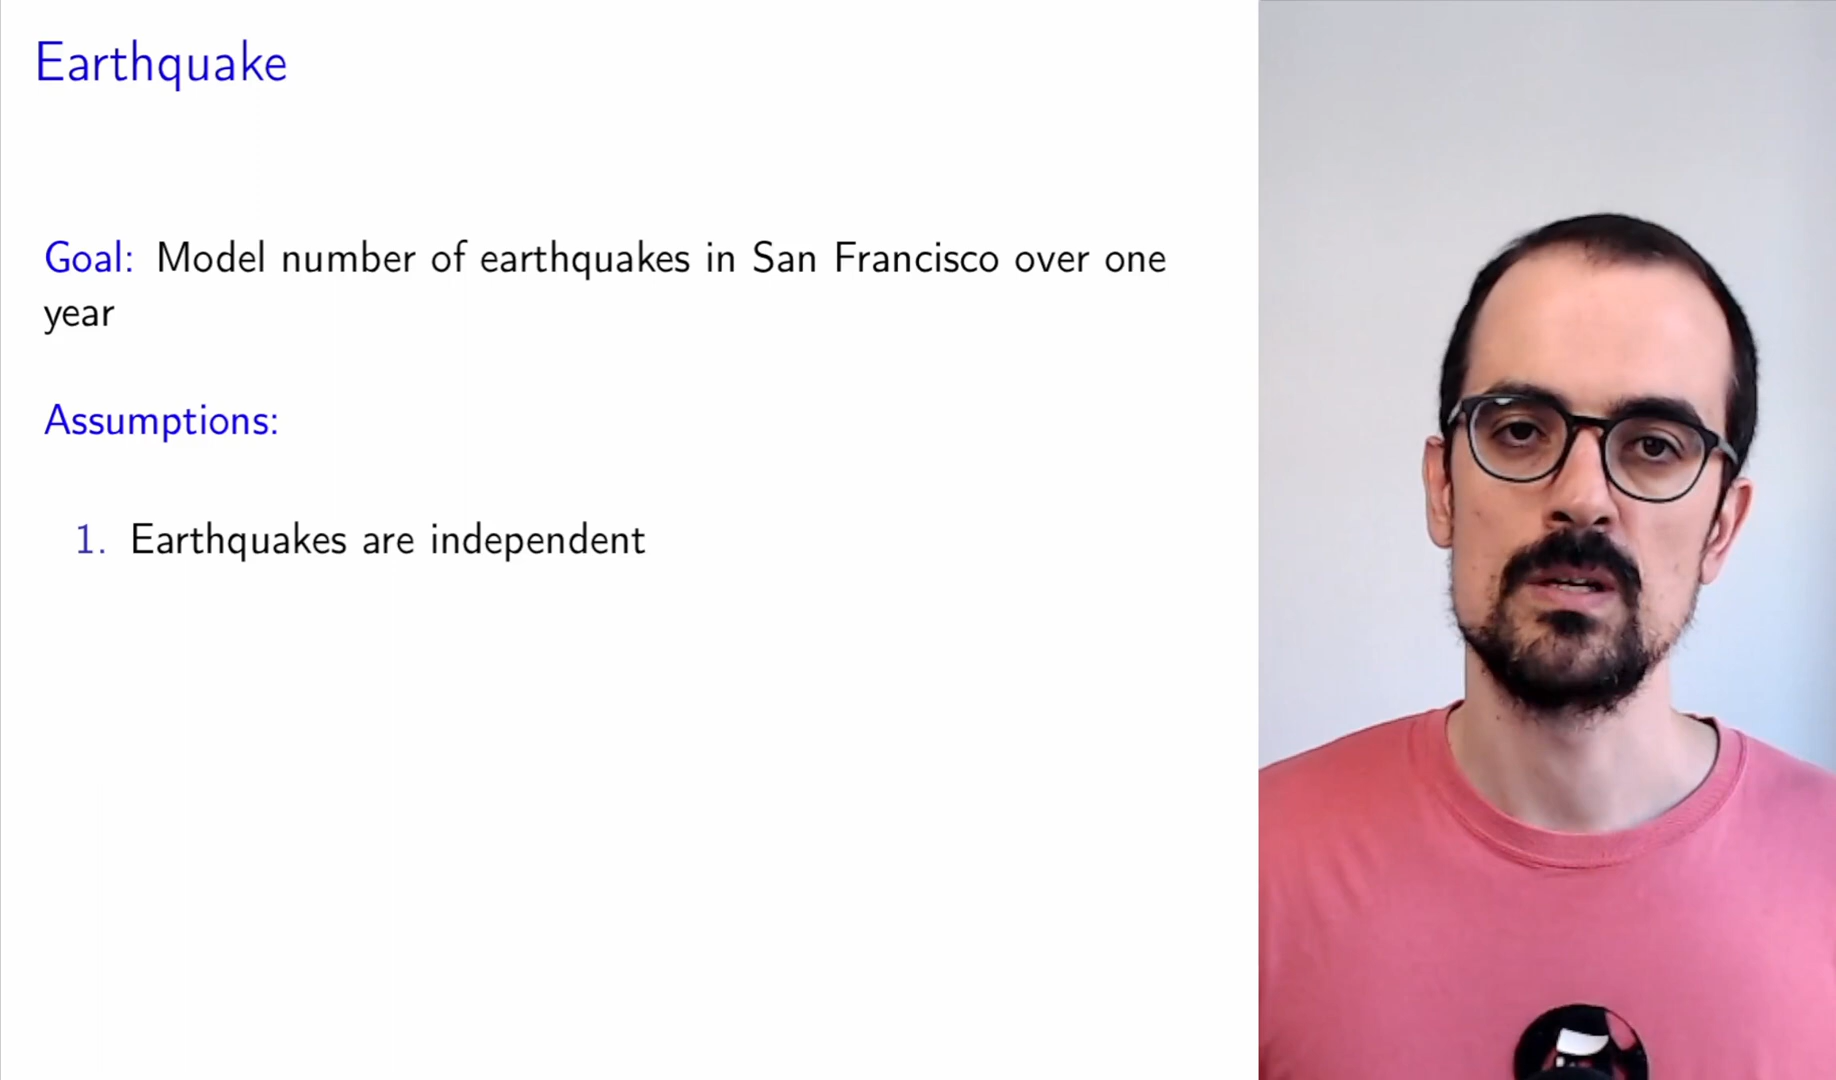 Earthquake
Goal: Model number of earthquakes in San Francisco over one
year
Assumptions:
1. Earthquakes are independent